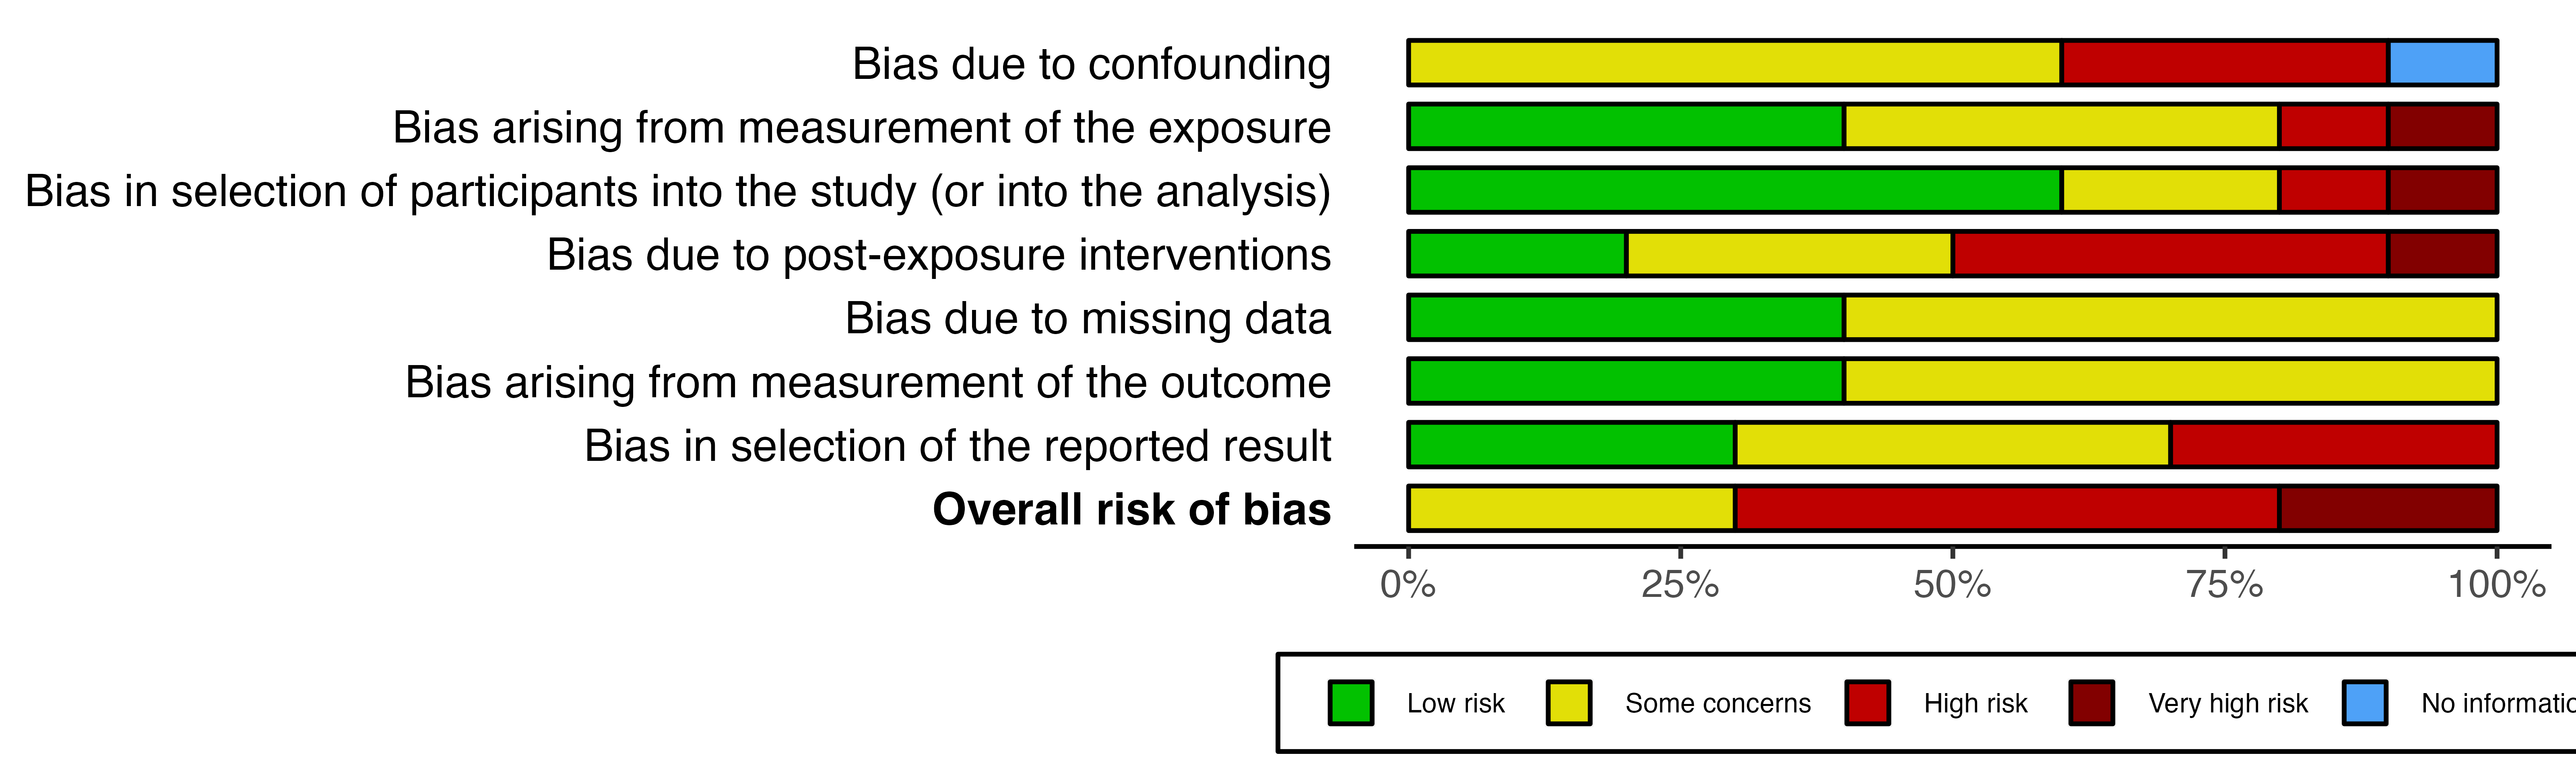 Bias due to confounding
Bias arising from measurement of the exposure
Bias in selection of participants into the study (or into the analysis)
Bias due to post-exposure interventions
Bias due to missing data
Bias arising from measurement of the outcome
Bias in selection of the reported result
Overall risk of bias
0% 25% 50% 75% 100%
Low risk Some concerns High risk Very high risk No informatio